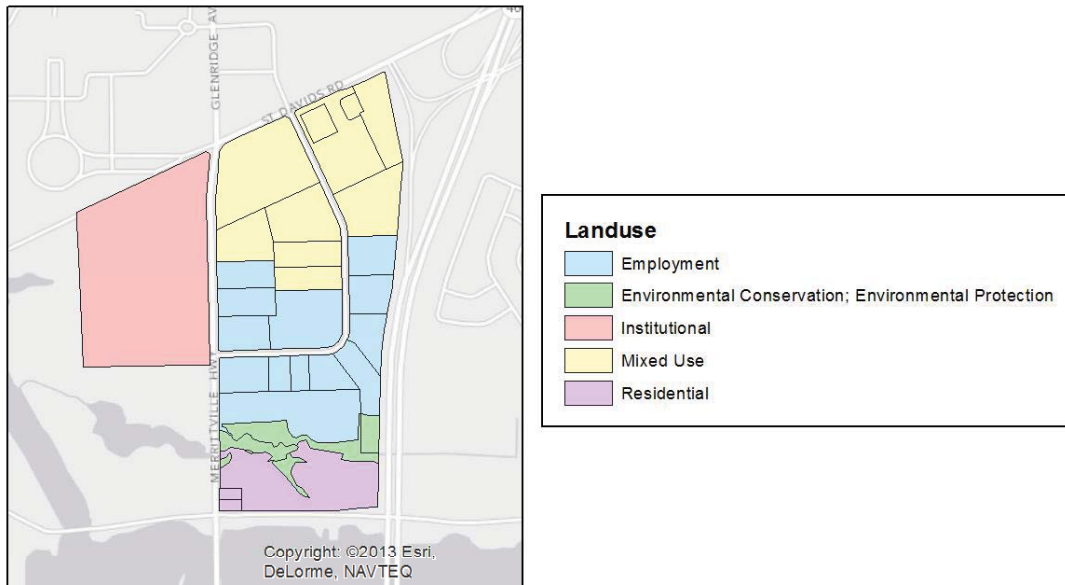 GLENRIDGE AV
ST DAVIDS RD
MERRITTVILLE HWY
Copyright: ©2013 Esri,
DeLorme, NAVTEQ
Landuse
Employment
Environmental Conservation; Environmental Protection
Institutional
Mixed Use
Residential